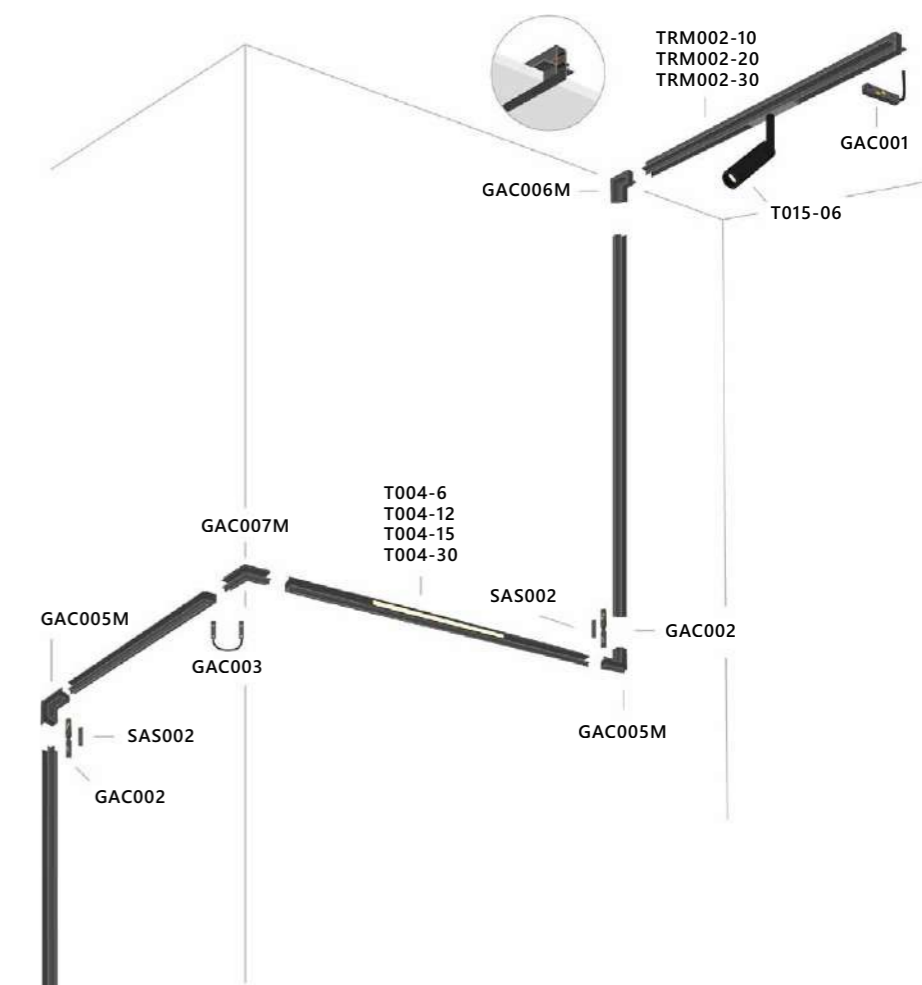 TRM002-10
TRM002-20
TRM002-30
GAC001
GAC006M
T015-06
T004-6
T004-12
T004-15
T004-30
GAC007M
SAS002
GAC002
GAC005M
GAC003
GAC005M
SAS002
GAC002